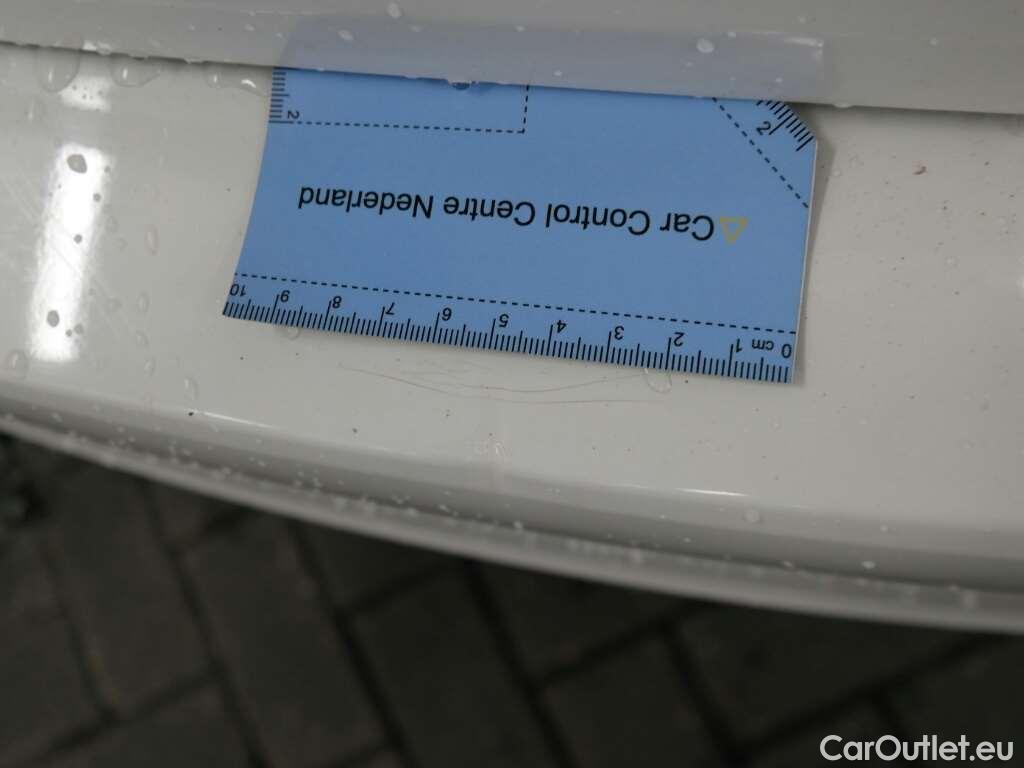 2
2
Car Control Centre Nederland
10 9 8 7 6 5 4 3 2 1 cm 0
CarOutlet.eu